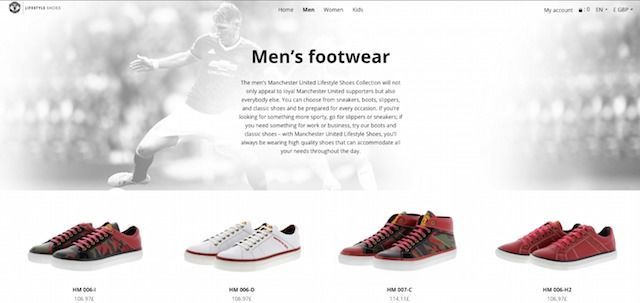 LIFESTYLE SHOES
Home Men Women Kids
My account : 0 EN £ GBP
Men's footwear
The men's Manchester United Lifestyle Shoes Collection will not
only appeal to loyal Manchester United supporters but also
everybody else. You can choose from sneakers, boots, slippers,
and classic shoes and be prepared for every occasion. If you're
looking for something more sporty, go for slippers or sneakers, if
you need something for work or business, try our boots and
classic shoes – with Manchester United Lifestyle Shoes, you'll
always be wearing high quality shoes that can accommodate all
your needs throughout the day.
HM 006-I
106.97£
HM 006-D
106.97£
HM 007-C
114.11£
HM 006-H2
106.97£